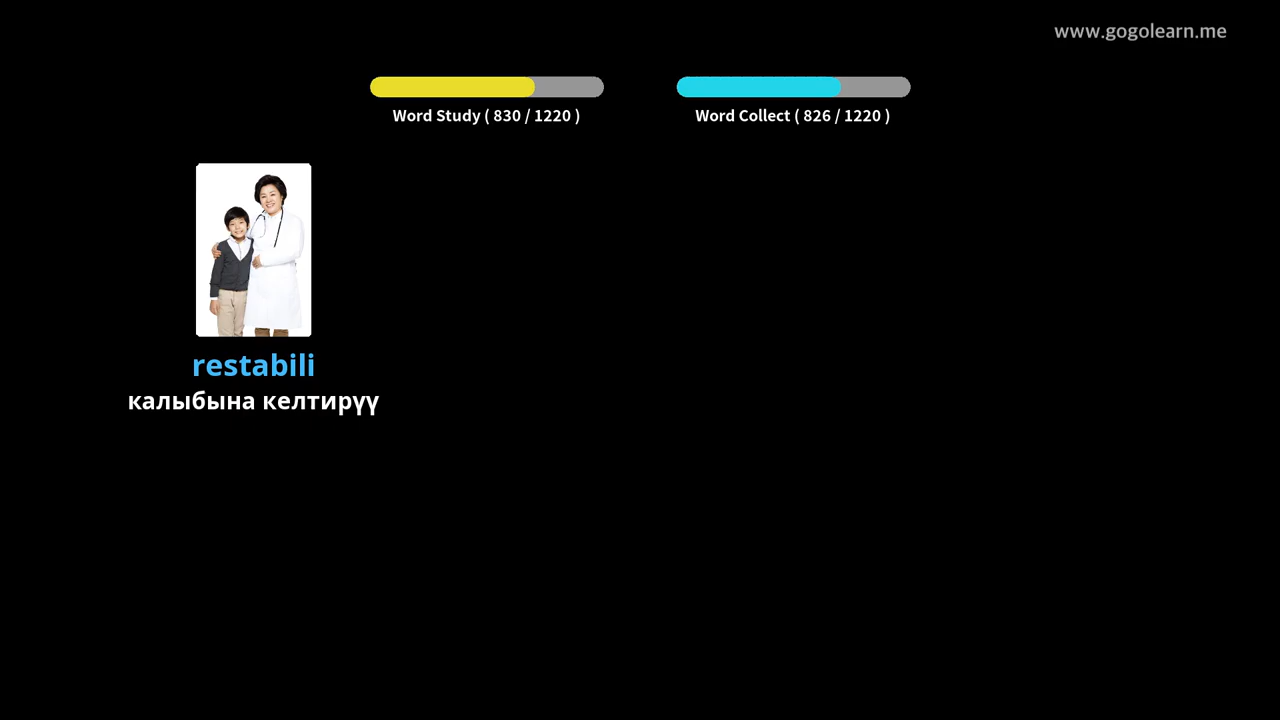 www.gogolearn.me
Word Study ( 830 / 1220 )
Word Collect ( 826 / 1220 )
restabili
калыбына келтирүү